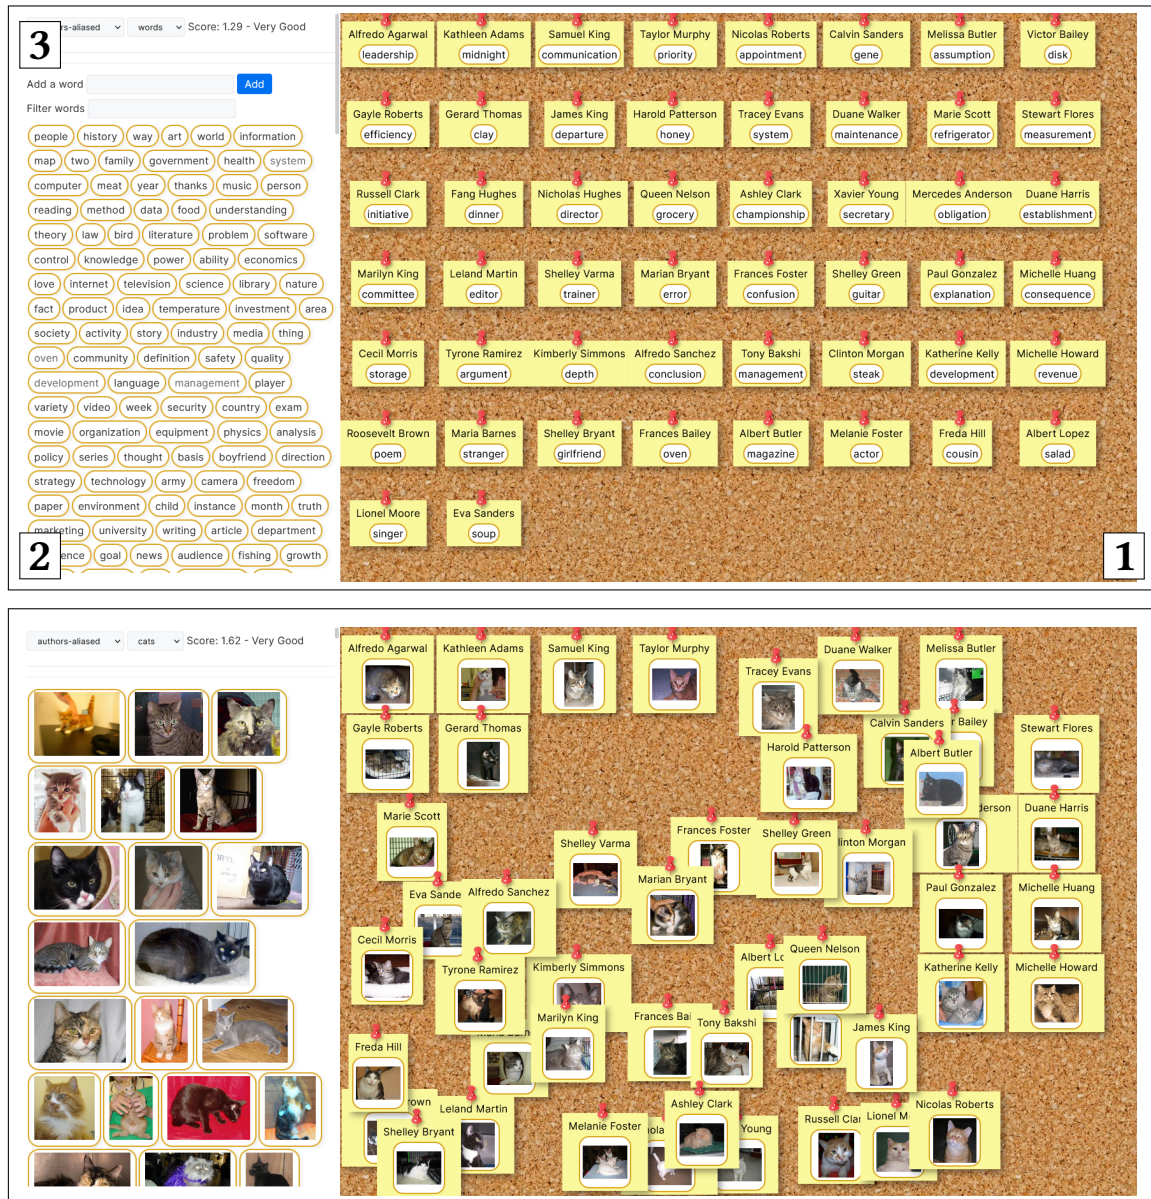 3
rs-aliased words Score: 1.29 - Very Good
Add a word Add
Filter words
people history way art world information
map two family government health system
computer meat year thanks music person
reading method data food understanding
theory law bird literature problem software
control knowledge power ability economics
love internet television science library nature
fact product idea temperature investment area
society activity story industry media thing
oven community definition safety quality
development language management player
variety video week security country exam
movie organization equipment physics analysis
policy series thought basis boyfriend direction
strategy technology army camera freedom
paper environment child instance month truth
marketing university writing article department
2
ence goal news audience fishing growth
Alfredo Agarwal Kathleen Adams Samuel King Taylor Murphy Nicolas Roberts Calvin Sanders Melissa Butler Victor Bailey
leadership midnight communication priority appointment gene assumption disk
Gayle Roberts Gerard Thomas James King Harold Patterson Tracey Evans Duane Walker Marie Scott Stewart Flores
efficiency clay departure honey system maintenance refrigerator measurement
Russell Clark Fang Hughes Nicholas Hughes Queen Nelson Ashley Clark Xavier Young Mercedes Anderson Duane Harris
initiative dinner director grocery championship secretary obligation establishment
Marilyn King Leland Martin Shelley Varma Marian Bryant Frances Foster Shelley Green Paul Gonzalez Michelle Huang
committee editor trainer error confusion guitar explanation consequence
Cecil Morris Tyrone Ramirez Kimberly Simmons Alfredo Sanchez Tony Bakshi Clinton Morgan Katherine Kelly Michelle Howard
storage argument depth conclusion management steak development revenue
Roosevelt Brown Maria Barnes Shelley Bryant Frances Bailey Albert Butler Melanie Foster Freda Hill Albert Lopez
poem stranger girlfriend oven magazine actor cousin salad
Lionel Moore Eva Sanders
singer soup
1
authors-aliased cats Score: 1.62 - Very Good
Alfredo Agarwal Kathleen Adams Samuel King Taylor Murphy Duane Walker Melissa Butler
Tracey Evans
Gayle Roberts Gerard Thomas Calvin Sanders r Bailey Stewart Flores
Harold Patterson Albert Butler
Marie Scott derson Duane Harris
Shelley Varma Frances Foster Shelley Green linton Morgan
Marian Bryant Paul Gonzalez Michelle Huang
Eva Sande Alfredo Sanchez
Cecil Morris Albert Lo Queen Nelson
Tyrone Ramirez Kimberly Simmons Katherine Kelly Michelle Howard
Marilyn King Frances Bai Tony Bakshi James King
Freda Hill
rown Leland Martin Ashley Clark Nicolas Roberts
Shelley Bryant Melanie Foster Young Russell Cla Lionel M